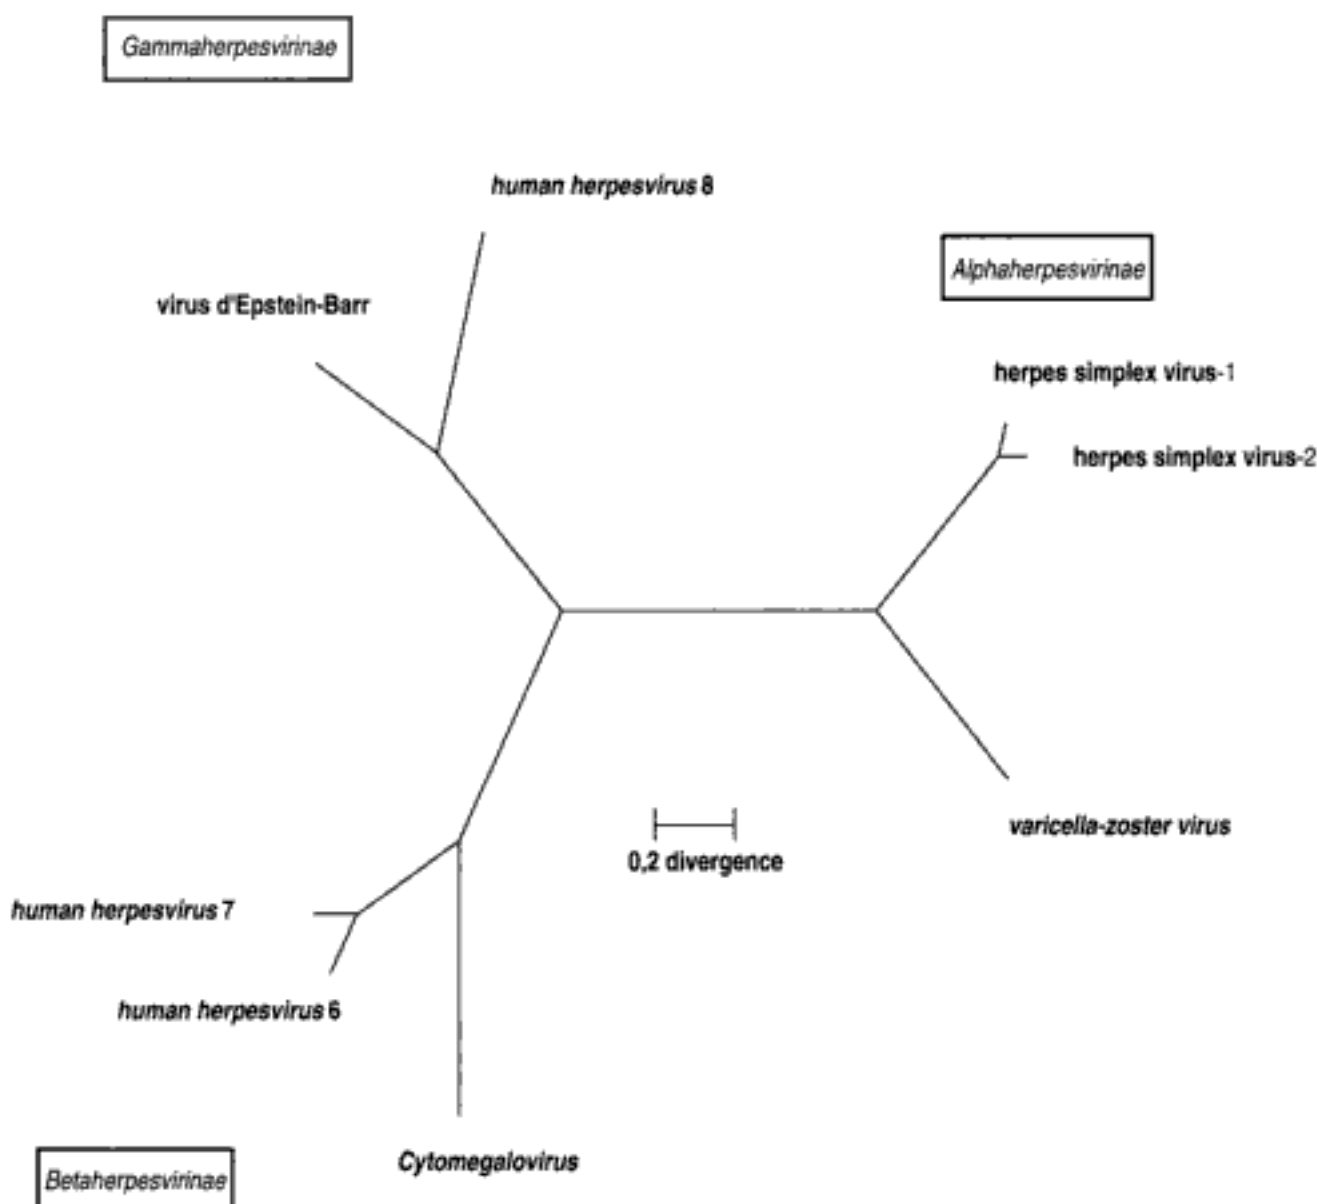 Gammaherpesvirinae
human herpesvirus 8
Alphaherpesvirinae
virus d'Epstein-Barr
herpes simplex virus-1
herpes simplex virus-2
varicella-zoster virus
0,2 divergence
human herpesvirus 7
human herpesvirus 6
Cytomegalovirus
Betaherpesvirinae